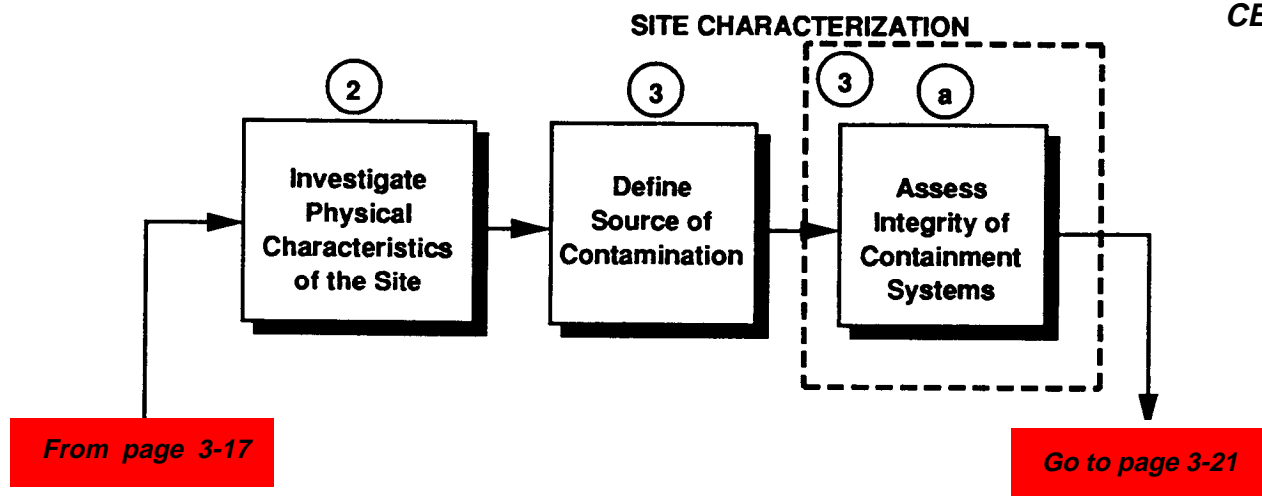 SITE CHARACTERIZATION
CE
2
Investigate
Physical
Characteristics
of the Site
3
Define
Source of
Contamination
3
a
Assess
Integrity of
Containment
Systems
From page 3-17
Go to page 3-21